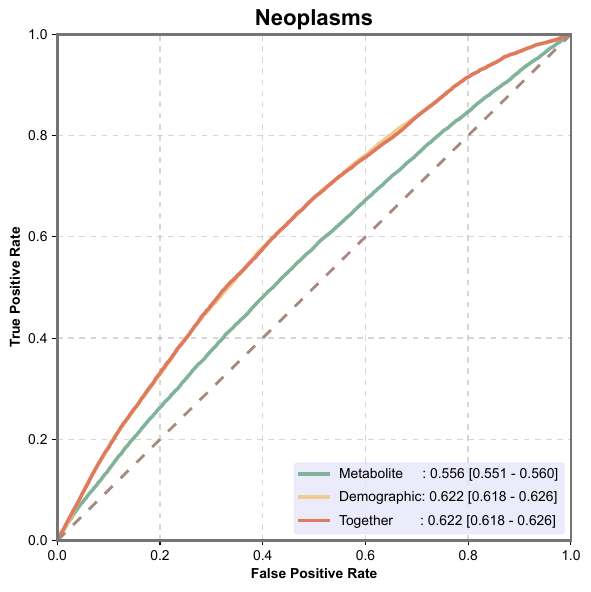 Neoplasms
1.0
0.8
0.6
0.4
0.2
0.0
True Positive Rate
Metabolite : 0.556 [0.551 - 0.560]
Demographic: 0.622 [0.618 - 0.626]
Together : 0.622 [0.618 - 0.626]
0.0 0.2 0.4 0.6 0.8 1.0
False Positive Rate